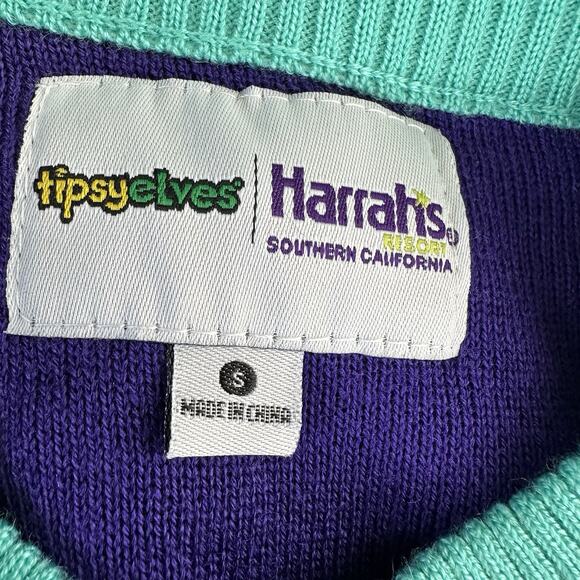 tipsyelves®
Harrah's
RESORT
SOUTHERN CALIFORNIA
S
MADE IN CHINA